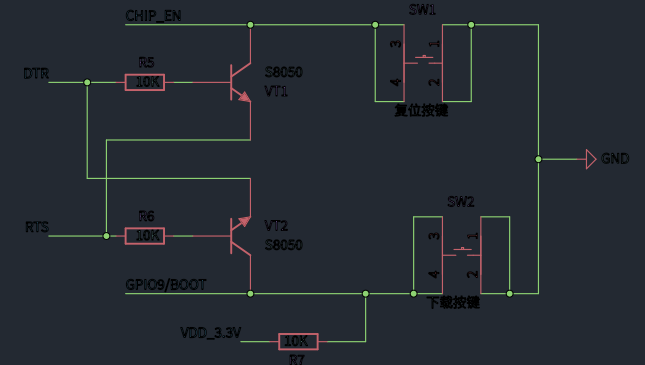 CHIP_EN
SW1
DTR
R5
10K
S8050
VT1
3
1
4
2
复位按键
GND
RTS
R6
10K
VT2
S8050
SW2
3
1
4
2
GPIO9/BOOT
下载按键
VDD_3.3V
10K
R7